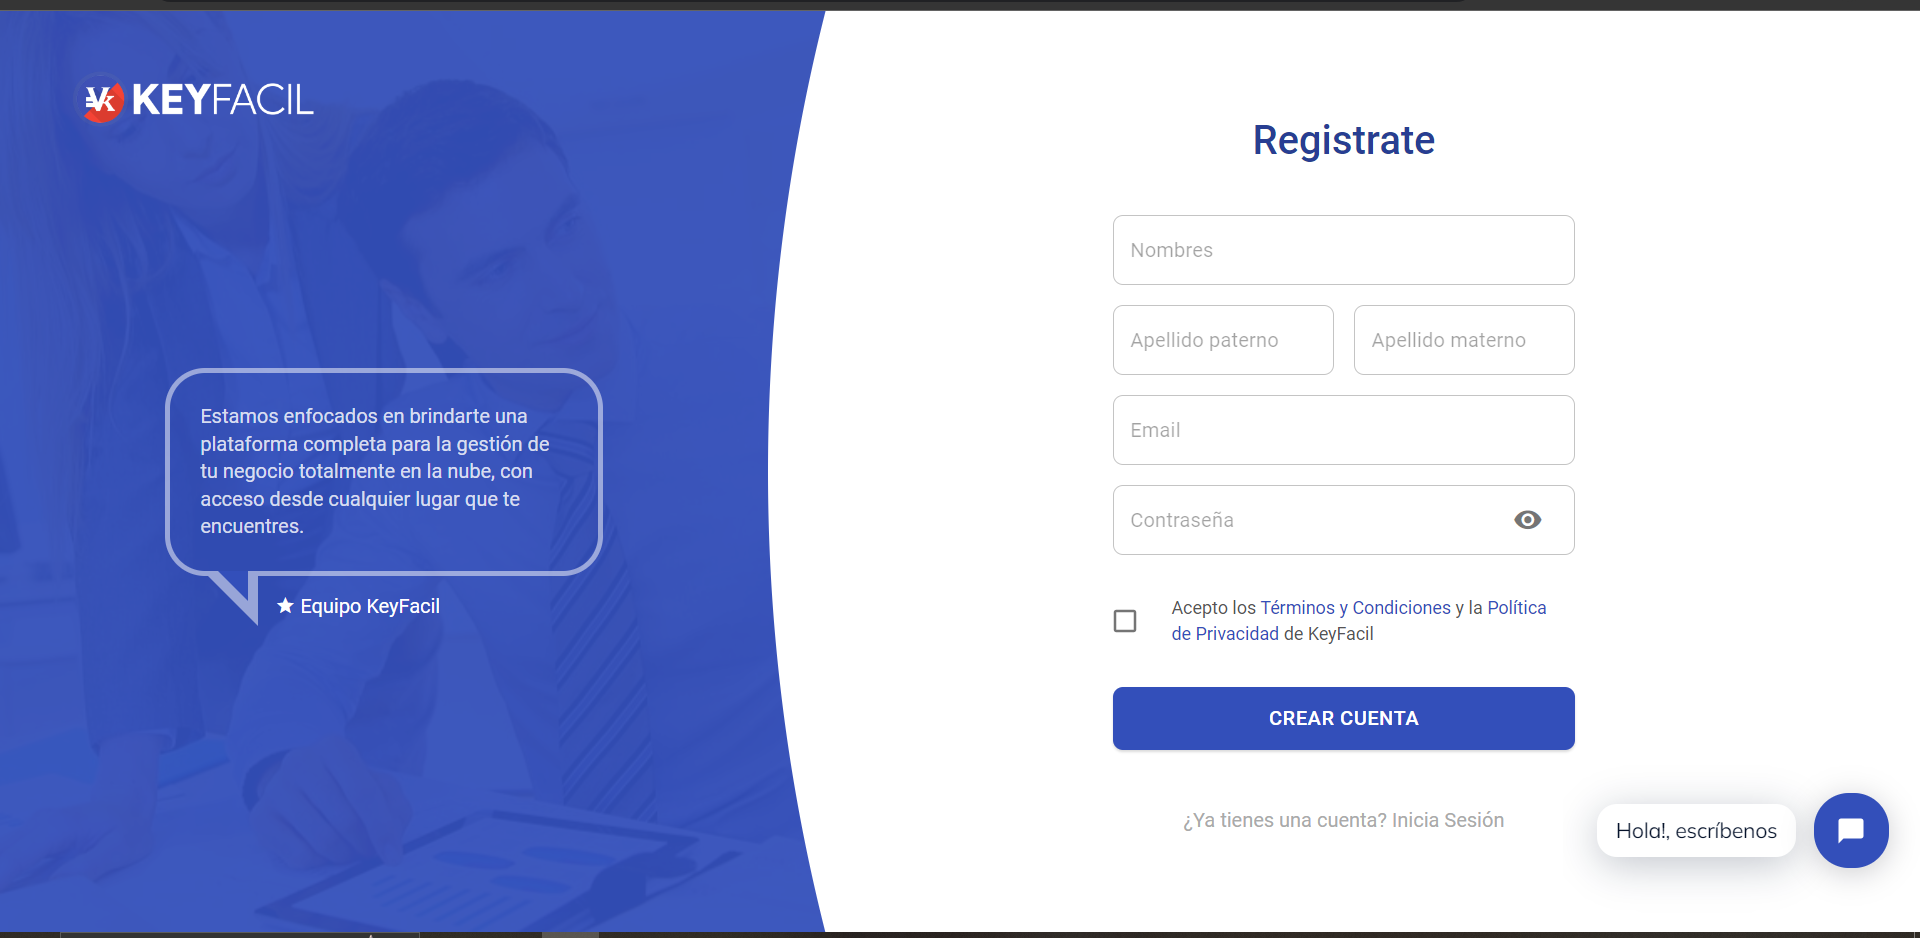 KEYFACIL
Estamos enfocados en brindarte una
plataforma completa para la gestión de
tu negocio totalmente en la nube, con
acceso desde cualquier lugar que te
encuentres.
Equipo KeyFacil
Registrate
Nombres
Apellido paterno
Apellido materno
Email
Contraseña
Acepto los Términos y Condiciones y la Política
de Privacidad de KeyFacil
CREAR CUENTA
¿Ya tienes una cuenta? Inicia Sesión
Hola!, escríbenos